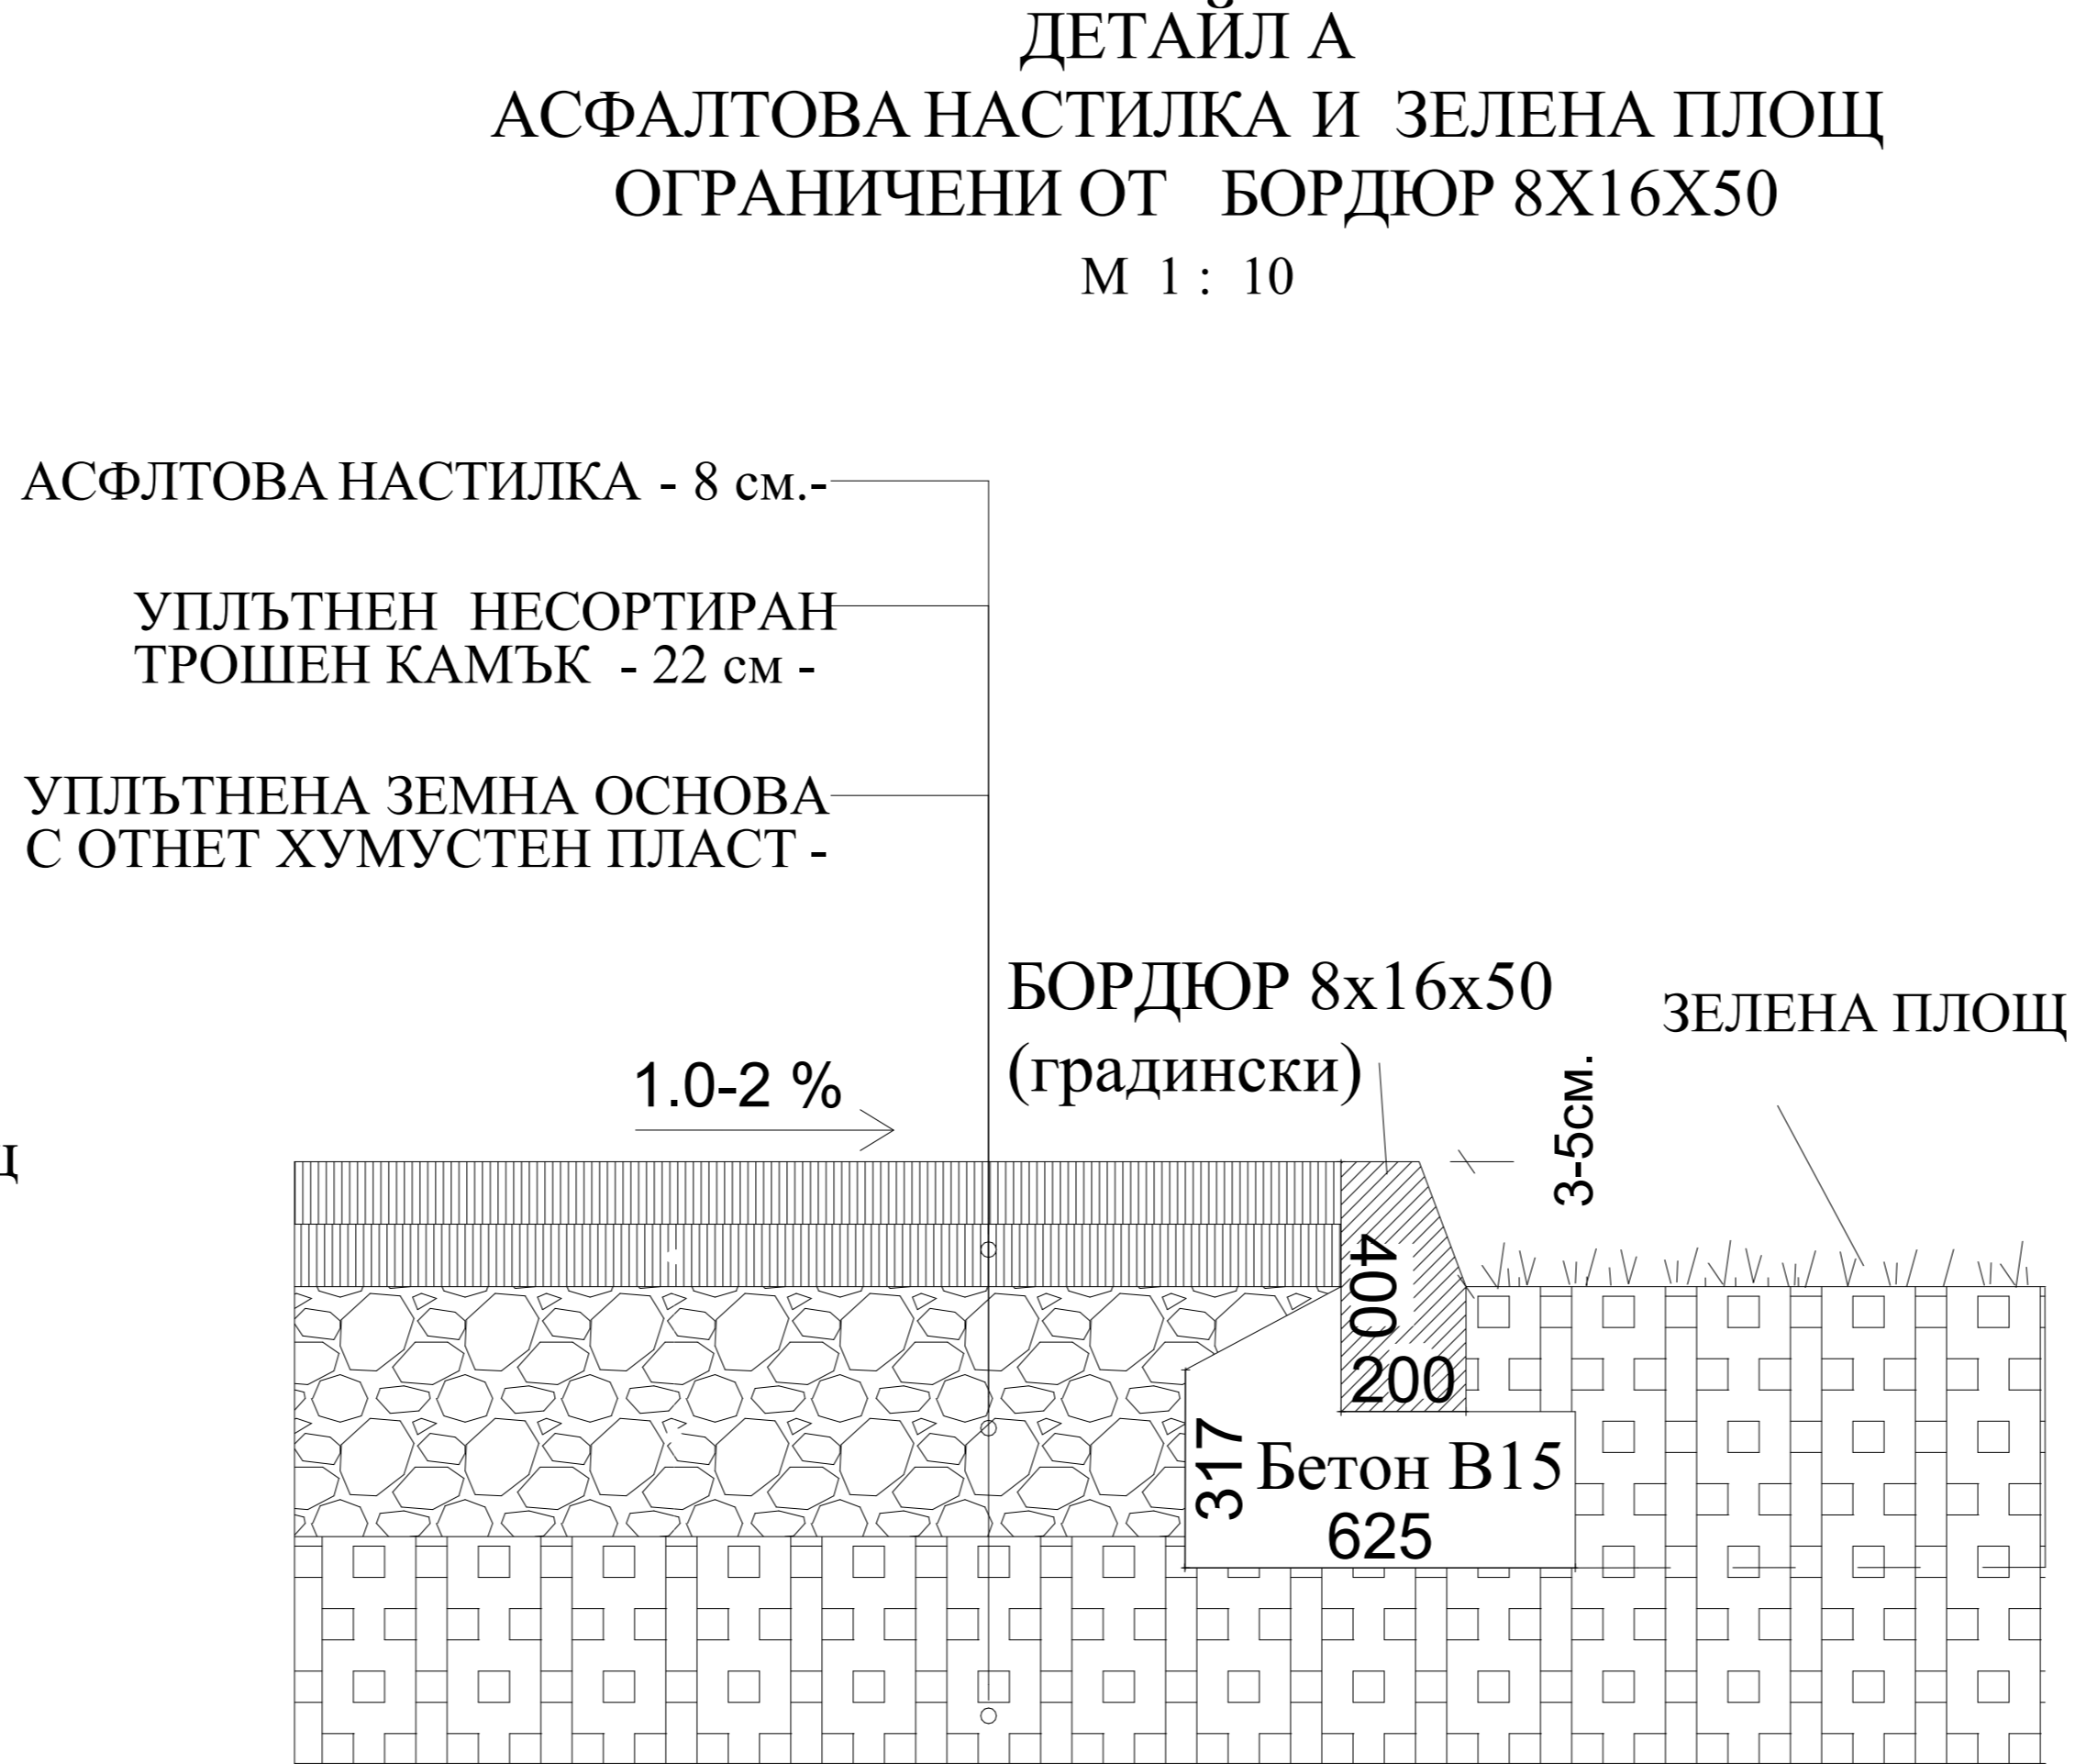 ДЕТАЙЛ А
АСФАЛТОВА НАСТИЛКА И ЗЕЛЕНА ПЛОЩ
ОГРАНИЧЕНИ ОТ БОРДЮР 8Х16Х50
М 1 : 10
АСФЛТОВА НАСТИЛКА - 8 см.-
УПЛЪТНЕН НЕСОРТИРАН
ТРОШЕН КАМЪК - 22 см -
УПЛЪТНЕНА ЗЕМНА ОСНОВА
С ОТНЕТ ХУМУСТЕН ПЛАСТ -
БОРДЮР 8х16х50
(градински)
ЗЕЛЕНА ПЛОЩ
1.0-2 %
3-5см.
400
200
317
Бетон В15
625